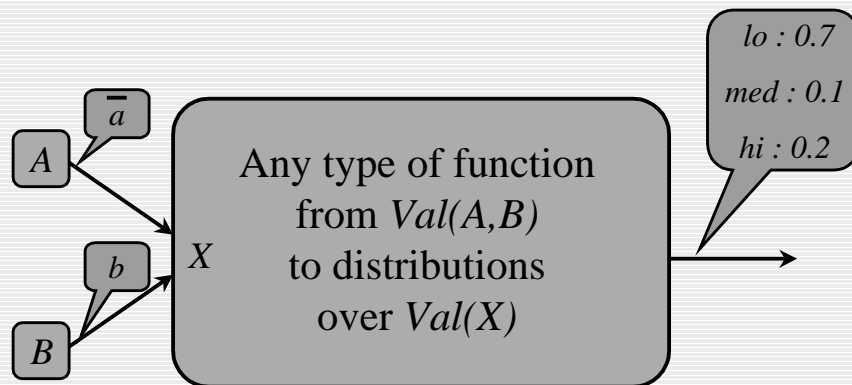 A
a̅
B
b
X
Any type of function
from Val(A,B)
to distributions
over Val(X)
lo : 0.7
med : 0.1
hi : 0.2